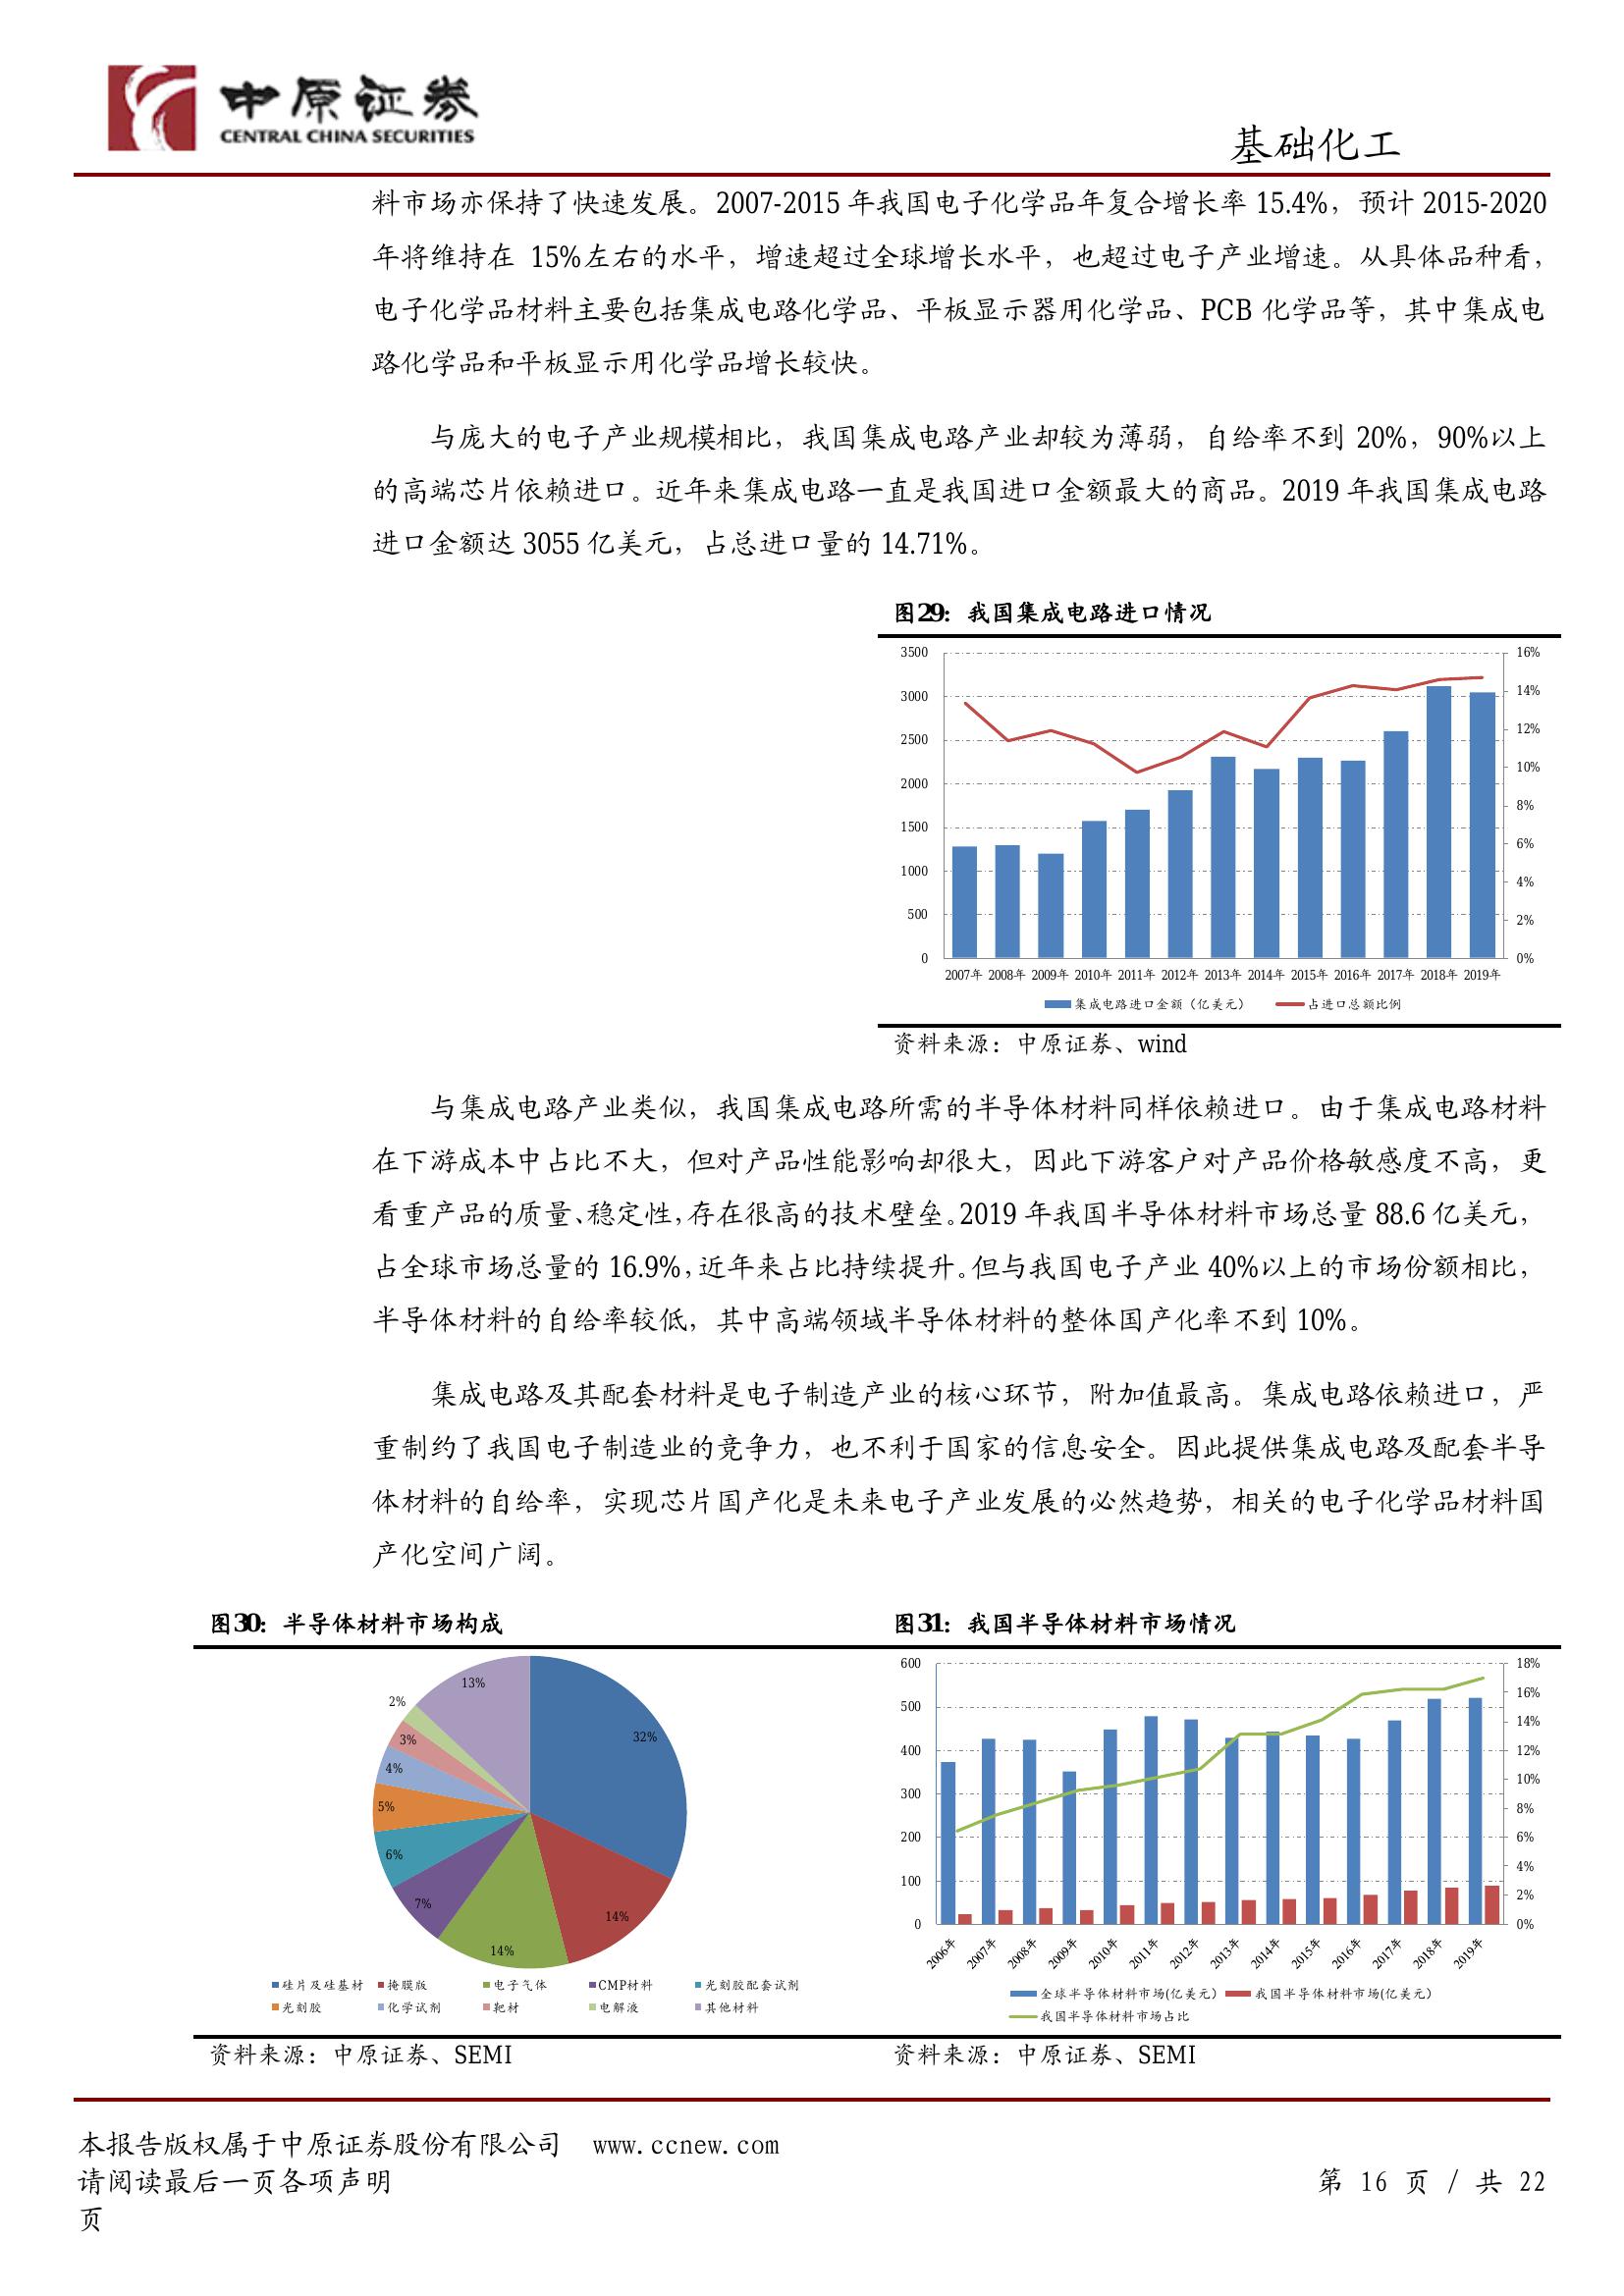 中原证券
CENTRAL CHINA SECURITIES
基础化工
料市场亦保持了快速发展。2007-2015 年我国电子化学品年复合增长率 15.4%，预计 2015-2020
年将维持在 15%左右的水平，增速超过全球增长水平，也超过电子产业增速。从具体品种看，
电子化学品材料主要包括集成电路化学品、平板显示器用化学品、PCB 化学品等，其中集成电
路化学品和平板显示用化学品增长较快。
与庞大的电子产业规模相比，我国集成电路产业却较为薄弱，自给率不到 20%，90%以上
的高端芯片依赖进口。近年来集成电路一直是我国进口金额最大的商品。2019 年我国集成电路
进口金额达 3055 亿美元，占总进口量的 14.71%。
图29：我国集成电路进口情况
3500
3000
2500
2000
1500
1000
500
0
16%
14%
12%
10%
8%
6%
4%
2%
0%
2007年 2008年 2009年 2010年 2011年 2012年 2013年 2014年 2015年 2016年 2017年 2018年 2019年
集成电路进口金额（亿美元） 占进口总额比例
资料来源：中原证券、wind
与集成电路产业类似，我国集成电路所需的半导体材料同样依赖进口。由于集成电路材料
在下游成本中占比不大，但对产品性能影响却很大，因此下游客户对产品价格敏感度不高，更
看重产品的质量、稳定性，存在很高的技术壁垒。2019 年我国半导体材料市场总量 88.6 亿美元，
占全球市场总量的 16.9%，近年来占比持续提升。但与我国电子产业 40%以上的市场份额相比，
半导体材料的自给率较低，其中高端领域半导体材料的整体国产化率不到 10%。
集成电路及其配套材料是电子制造产业的核心环节，附加值最高。集成电路依赖进口，严
重制约了我国电子制造业的竞争力，也不利于国家的信息安全。因此提供集成电路及配套半导
体材料的自给率，实现芯片国产化是未来电子产业发展的必然趋势，相关的电子化学品材料国
产化空间广阔。
图30：半导体材料市场构成
32%
14%
14%
7%
6%
5%
4%
3%
2%
13%
硅片及硅基材 掩膜版 电子气体 CMP材料 光刻胶配套试剂
光刻胶 化学试剂 靶材 电解液 其他材料
资料来源：中原证券、SEMI
图31：我国半导体材料市场情况
600
500
400
300
200
100
0
18%
16%
14%
12%
10%
8%
6%
4%
2%
0%
2006年 2007年 2008年 2009年 2010年 2011年 2012年 2013年 2014年 2015年 2016年 2017年 2018年 2019年
全球半导体材料市场(亿美元） 我国半导体材料市场(亿美元）
我国半导体材料市场占比
资料来源：中原证券、SEMI
本报告版权属于中原证券股份有限公司 www.ccnew.com
请阅读最后一页各项声明 第 16 页 / 共 22
页